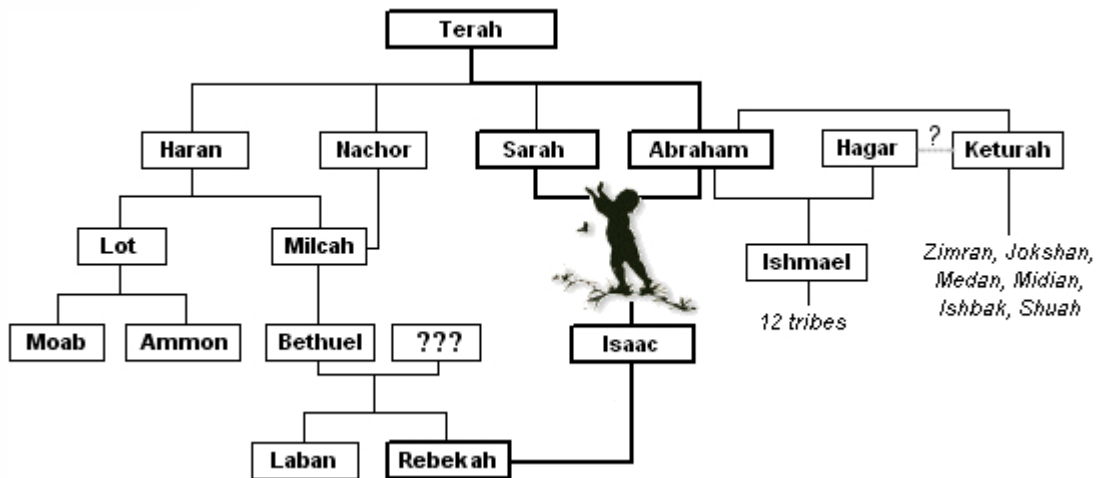 Terah
Haran
Nachor
Sarah
Abraham
Hagar
?
Keturah
Lot
Milcah
Ishmael
Zimran, Jokshan,
Medan, Midian,
Ishbak, Shuah
12 tribes
Moab
Ammon
Bethuel
???
Isaac
Laban
Rebekah